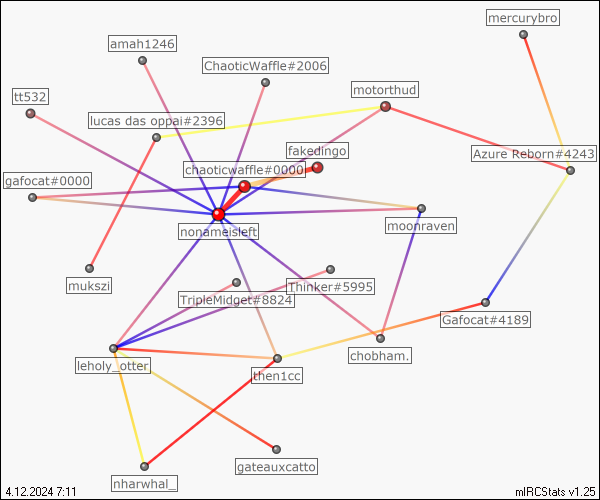 mercurybro
amah1246
ChaoticWaffle#2006
tt532
motorthud
lucas das oppai#2396
fakedingo
Azure Reborn#4243
chaoticwaffle#0000
gafocat#0000
nonameisleft
moonraven
mukszi
TripleMidget#8824
Thinker#5995
Gafocat#4189
leholy_otter
then1cc
chobham.
nharwhal_
gateauxcatto
4.12.2024 7:11
mIRCStats v1.25